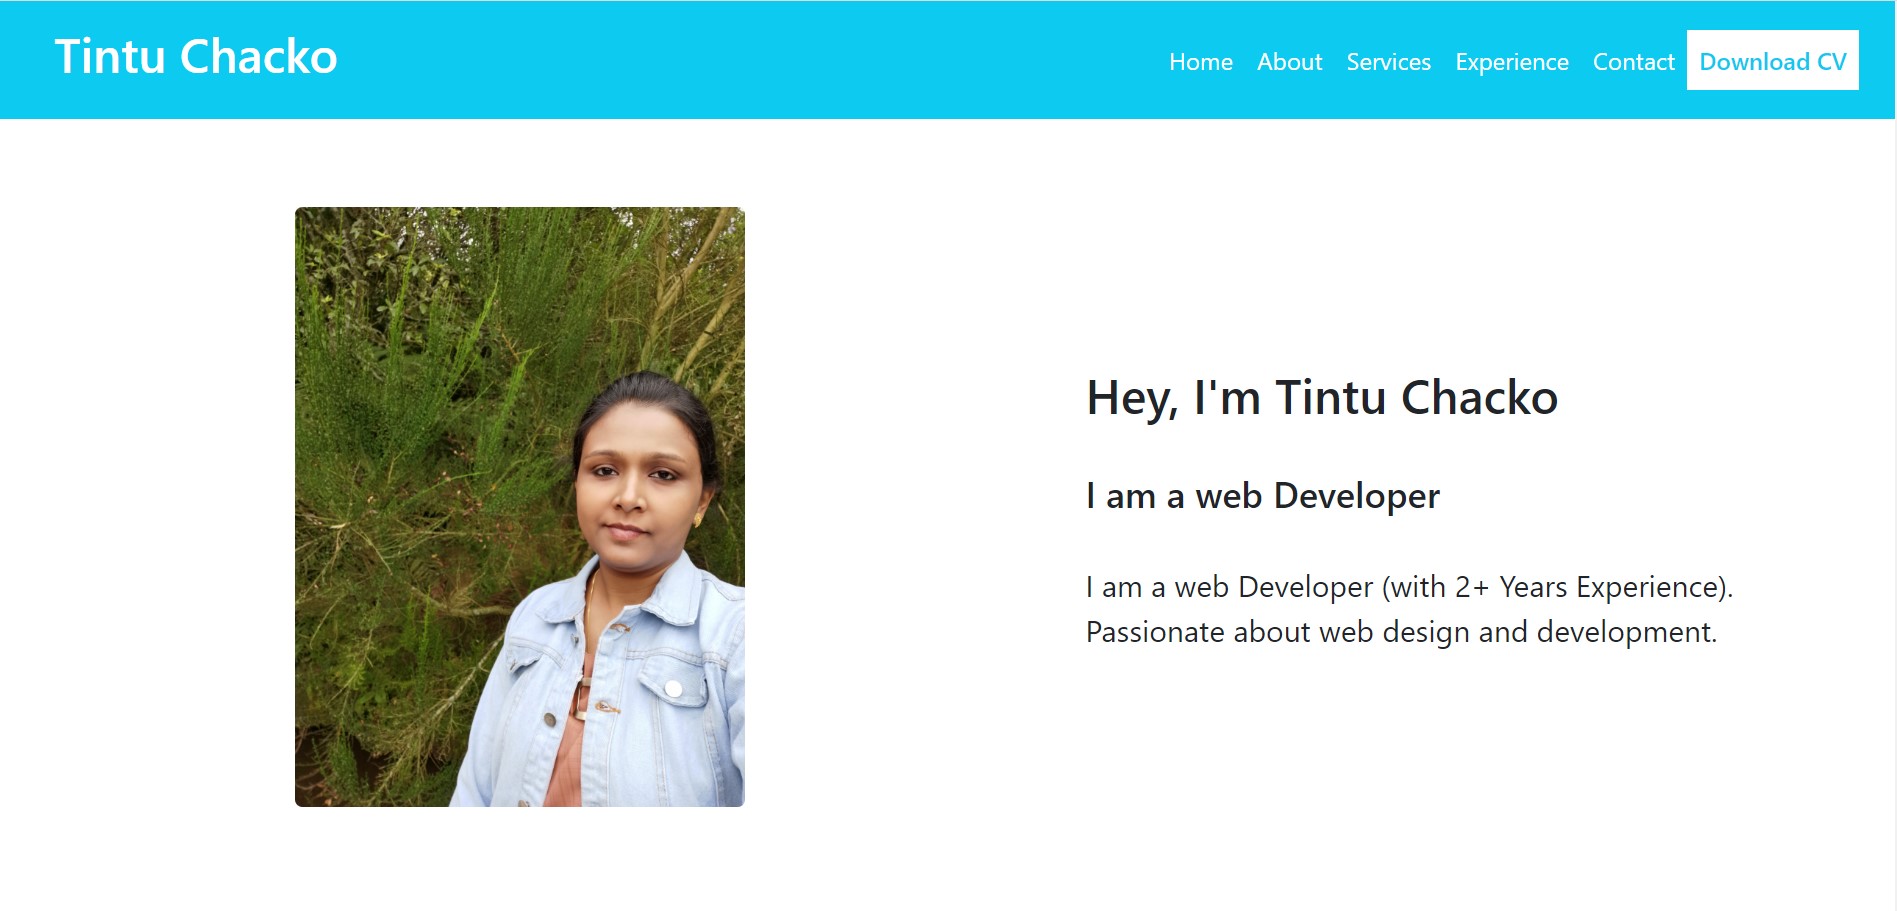 Tintu Chacko
Home About Services Experience Contact Download CV
Hey, I'm Tintu Chacko
I am a web Developer
I am a web Developer (with 2+ Years Experience).
Passionate about web design and development.